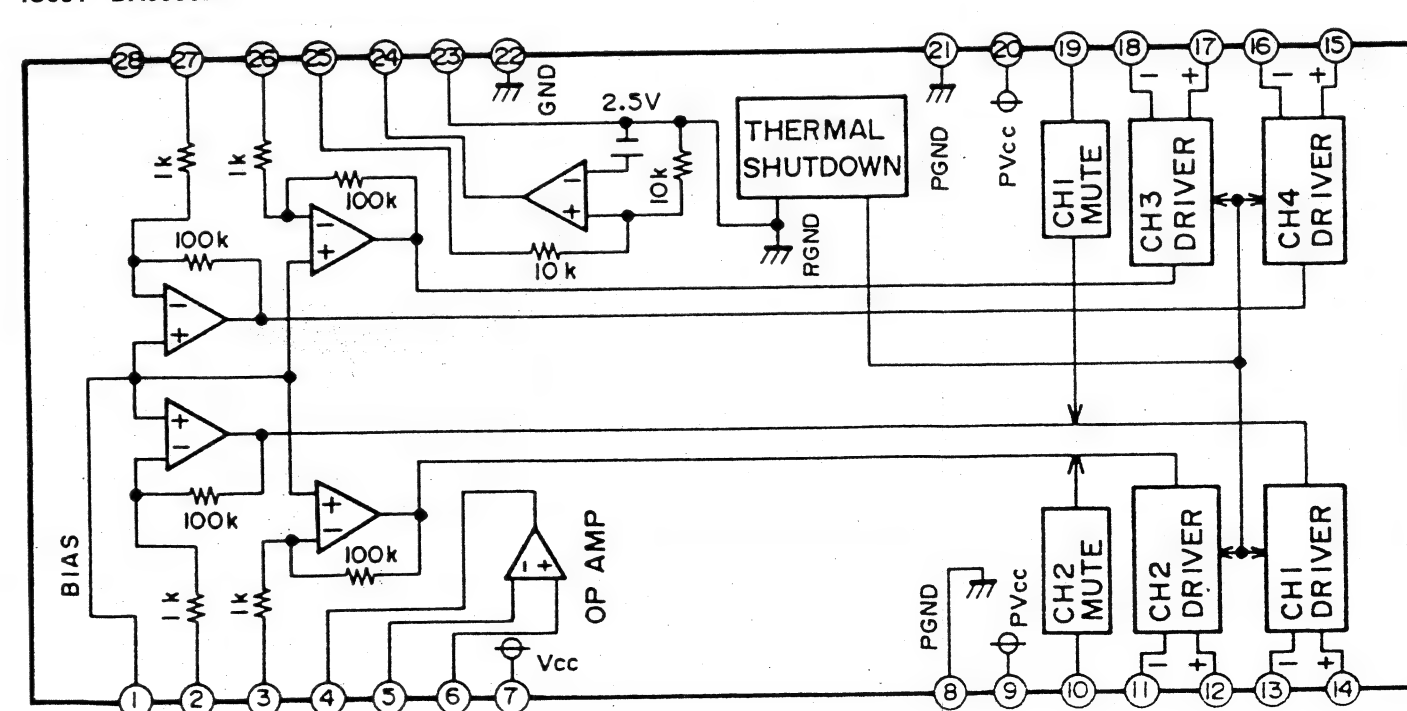 28 27 26 25 24 23 22 21 20 19 18 17 16 15
GND
PGND
PVcc
- + - +
2.5V
THERMAL
SHUTDOWN
1k
1k
100k
10k
CH1
MUTE
CH3
DRIVER
CH4
DRIVER
-
+
-
+
100k
10k
RGND
-
+
+
-
100k
+
-
100k
BIAS
1k
1k
- +
OP AMP
Vcc
PGND
PVcc
CH2
MUTE
CH2
DRIVER
CH1
DRIVER
- + - +
1 2 3 4 5 6 7 8 9 10 11 12 13 14